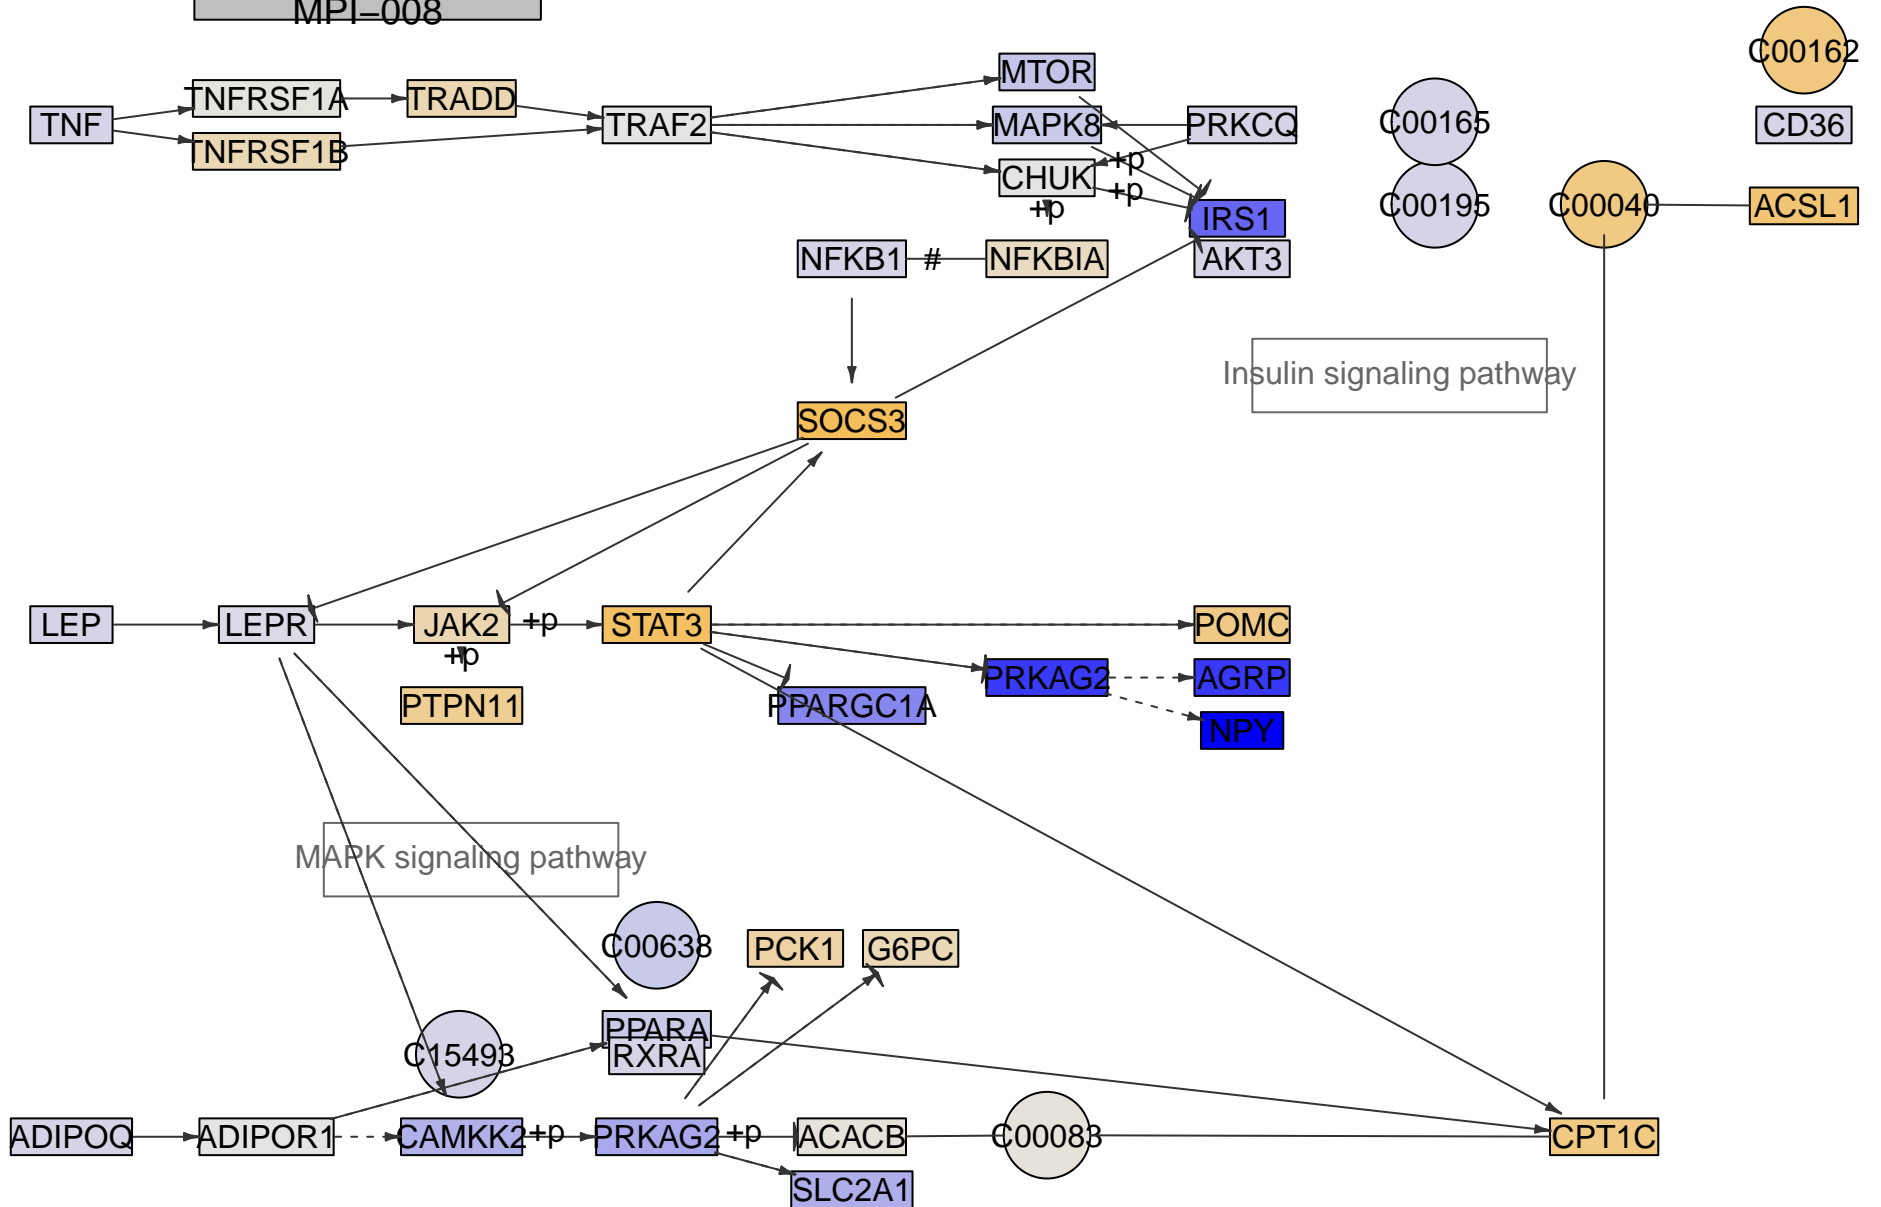 MPI−008
C00162
MTOR
TNFRSF1A
TRADD
TNF
TRAF2
MAPK8
PRKCQ
C00165
CD36
TNFRSF1B
+p
CHUK
+p
+p
IRS1
C00195
C00040
ACSL1
NFKB1
#
NFKBIA
AKT3
Insulin signaling pathway
SOCS3
LEP
LEPR
JAK2
+p
STAT3
POMC
+p
PRKAG2
AGRP
PTPN11
PPARGC1A
NPY
MAPK signaling pathway
C00638
PCK1
G6PC
PPARA
C15493
RXRA
ADIPOQ
ADIPOR1
CAMKK2
+p
PRKAG2
+p
ACACB
C00083
CPT1C
SLC2A1